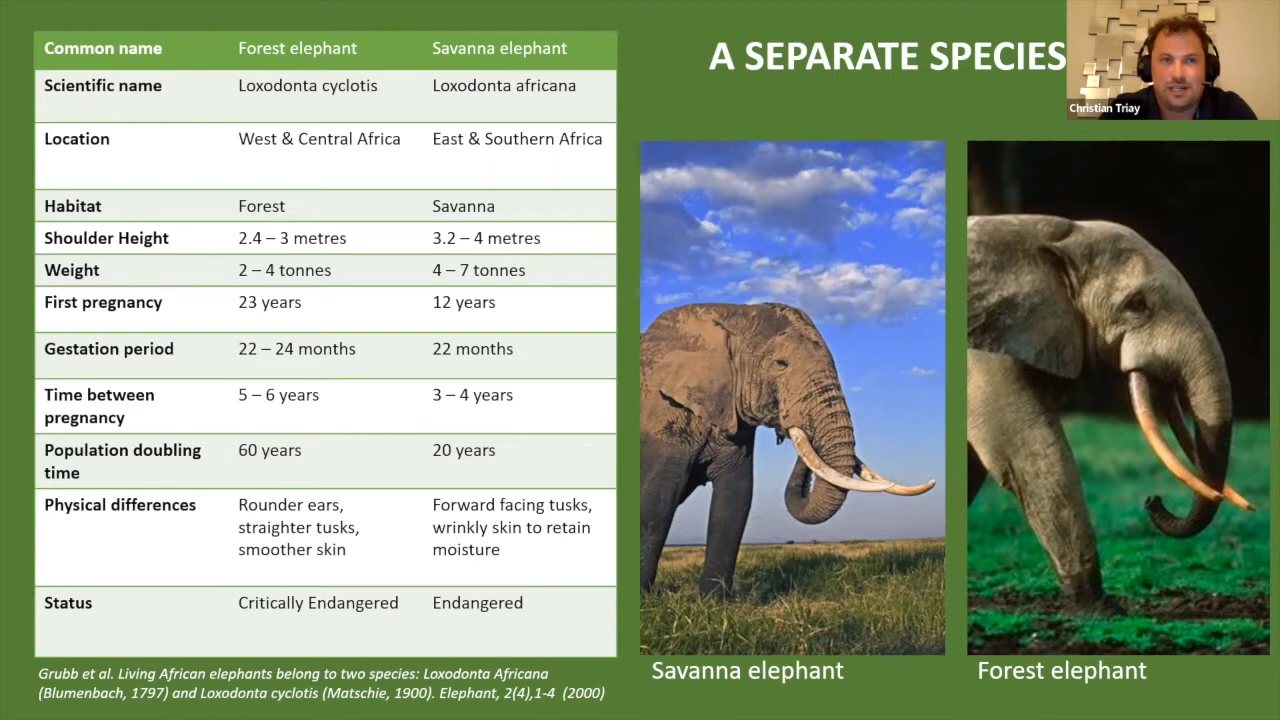 A SEPARATE SPECIES
Christian Triay
Common name Forest elephant Savanna elephant
Scientific name Loxodonta cyclotis Loxodonta africana
Location West & Central Africa East & Southern Africa
Habitat Forest Savanna
Shoulder Height 2.4 – 3 metres 3.2 – 4 metres
Weight 2 – 4 tonnes 4 – 7 tonnes
First pregnancy 23 years 12 years
Gestation period 22 – 24 months 22 months
Time between 5 – 6 years 3 – 4 years
pregnancy
Population doubling 60 years 20 years
time
Physical differences Rounder ears, Forward facing tusks,
straighter tusks, wrinkly skin to retain
smoother skin moisture
Status Critically Endangered Endangered
Grubb et al. Living African elephants belong to two species: Loxodonta Africana
(Blumenbach, 1797) and Loxodonta cyclotis (Matschie, 1900). Elephant, 2(4),1-4 (2000)
Savanna elephant
Forest elephant